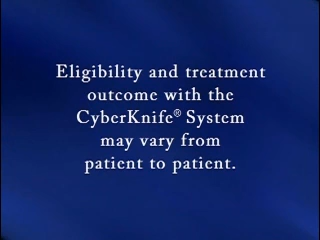 Eligibility and treatment
outcome with the
CyberKnife® System
may vary from
patient to patient.